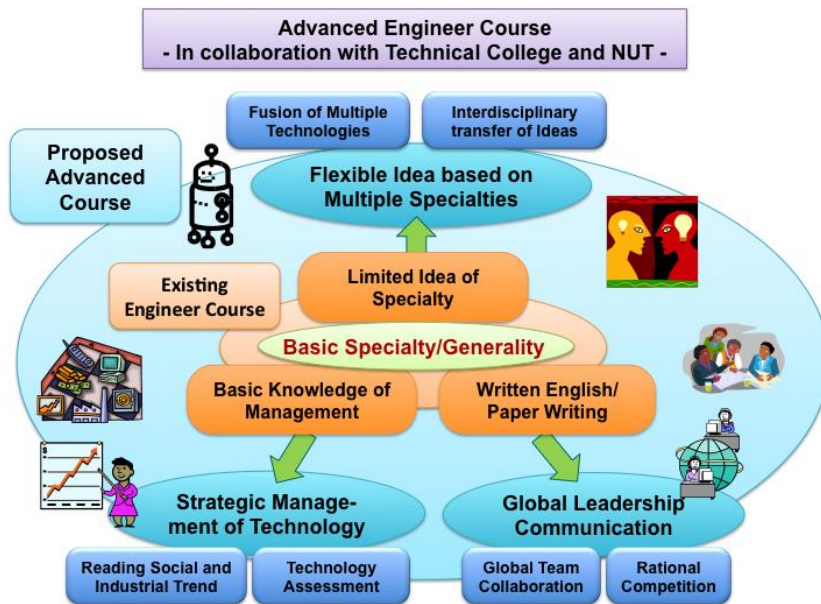 Advanced Engineer Course
- In collaboration with Technical College and NUT -
Fusion of Multiple
Technologies
Interdisciplinary
transfer of Ideas
Proposed
Advanced
Course
Flexible Idea based on
Multiple Specialties
Existing
Engineer Course
Limited Idea of
Specialty
Basic Specialty/Generality
Basic Knowledge of
Management
Written English/
Paper Writing
$
Strategic Manage-
ment of Technology
Global Leadership
Communication
Reading Social and
Industrial Trend
Technology
Assessment
Global Team
Collaboration
Rational
Competition